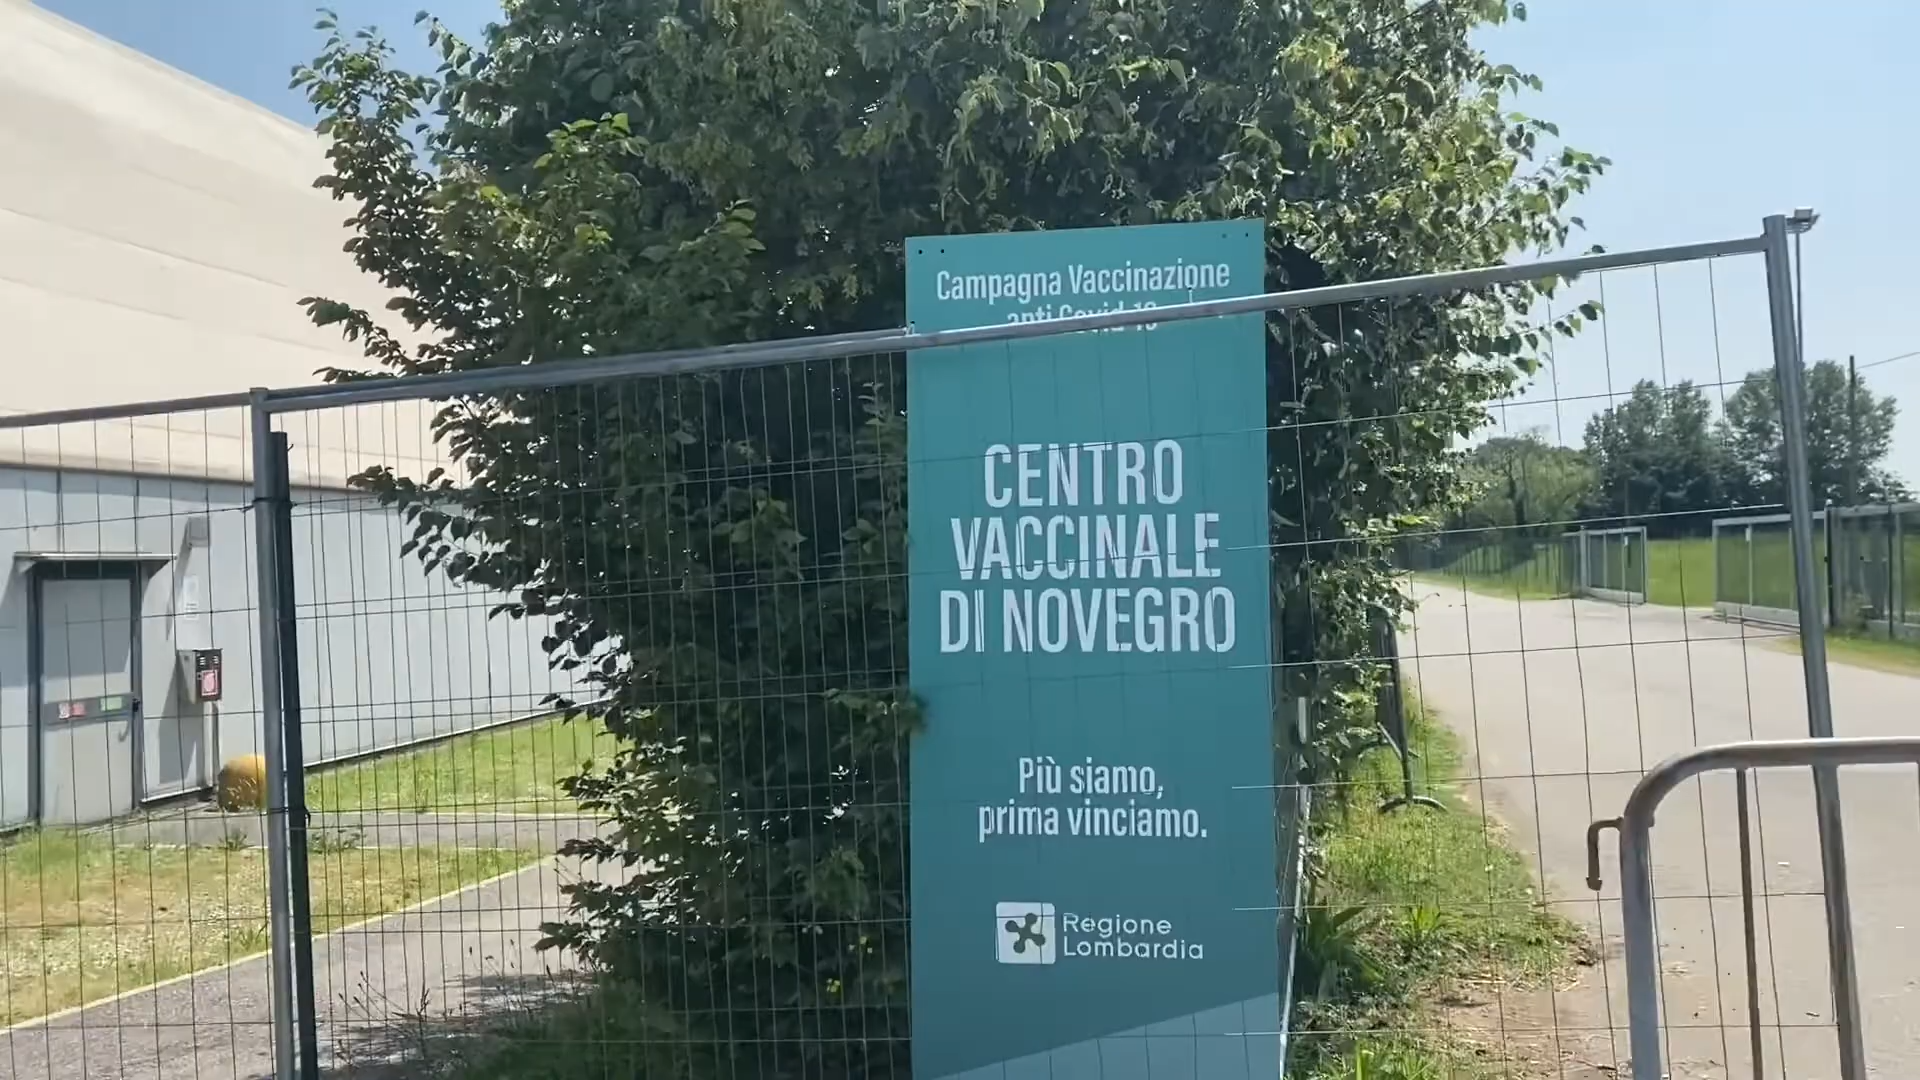 Campagna Vaccinazione
anti Covid-19
CENTRO
VACCINALE
DI NOVEGRO
Più siamo,
prima vinciamo.
Regione
Lombardia